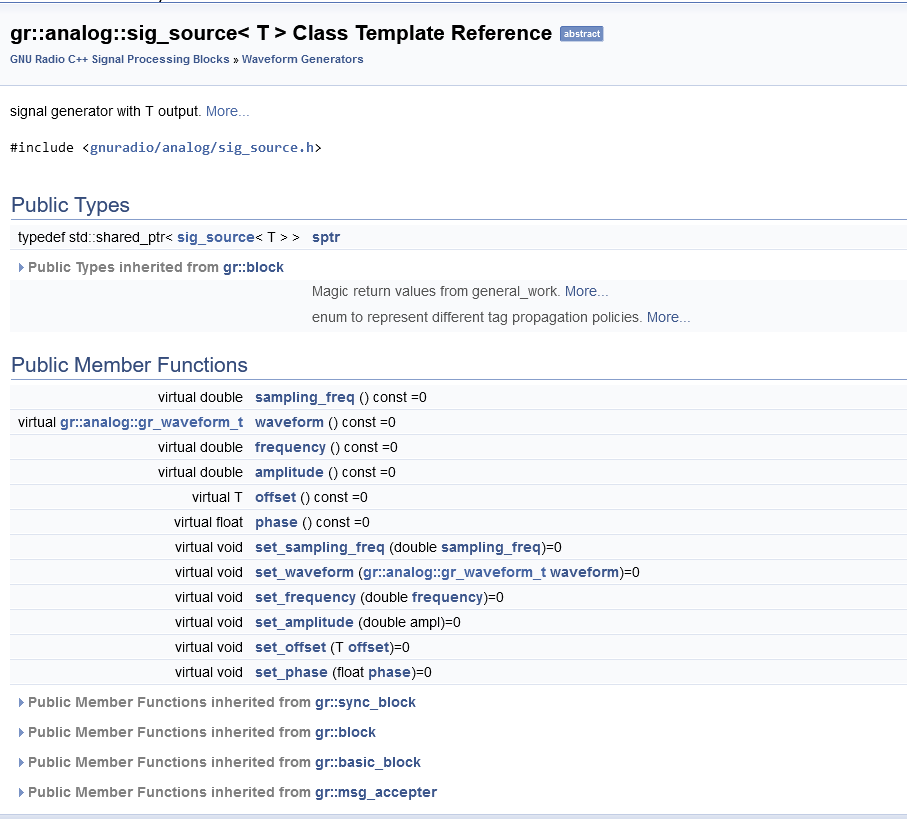 gr::analog::sig_source< T > Class Template Reference abstract
GNU Radio C++ Signal Processing Blocks » Waveform Generators
signal generator with T output. More...
#include <gnuradio/analog/sig_source.h>
Public Types
typedef std::shared_ptr< sig_source< T > > sptr
Public Types inherited from gr::block
Magic return values from general_work. More...
enum to represent different tag propagation policies. More...
Public Member Functions
virtual double sampling_freq () const =0
virtual gr::analog::gr_waveform_t waveform () const =0
virtual double frequency () const =0
virtual double amplitude () const =0
virtual T offset () const =0
virtual float phase () const =0
virtual void set_sampling_freq (double sampling_freq)=0
virtual void set_waveform (gr::analog::gr_waveform_t waveform)=0
virtual void set_frequency (double frequency)=0
virtual void set_amplitude (double ampl)=0
virtual void set_offset (T offset)=0
virtual void set_phase (float phase)=0
Public Member Functions inherited from gr::sync_block
Public Member Functions inherited from gr::block
Public Member Functions inherited from gr::basic_block
Public Member Functions inherited from gr::msg_accepter